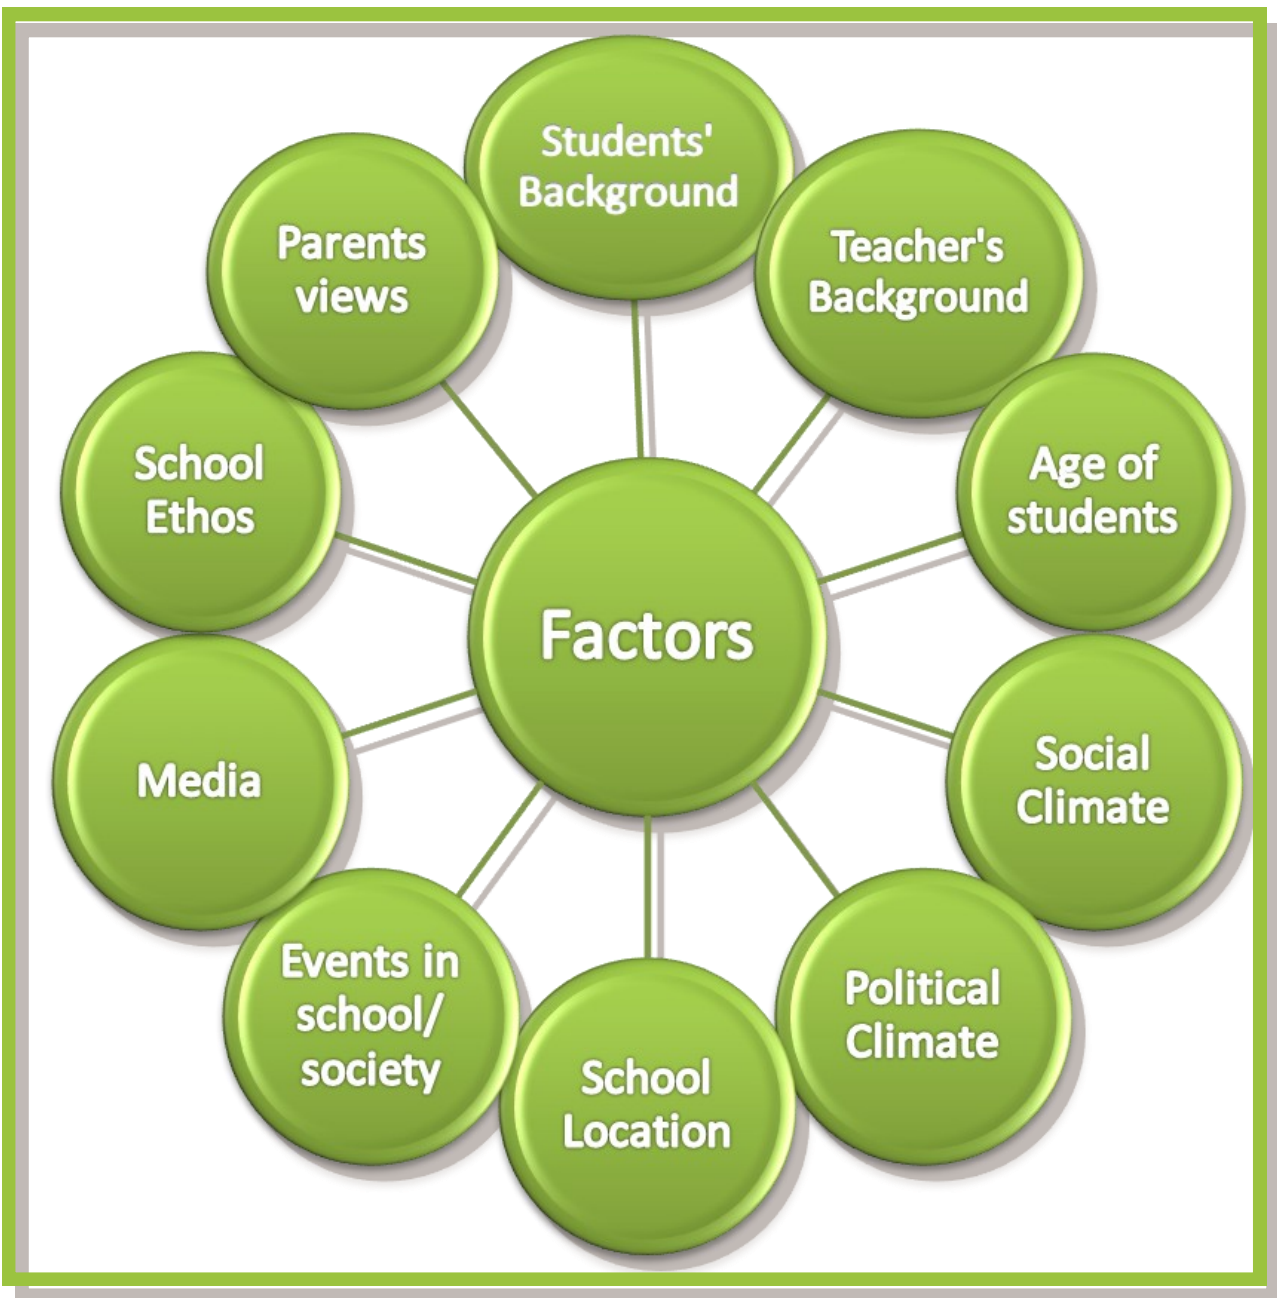 Students'
Background
Teacher's
Background
Age of
students
Social
Climate
Political
Climate
School
Location
Events in
school/
society
Media
School
Ethos
Parents
views
Factors